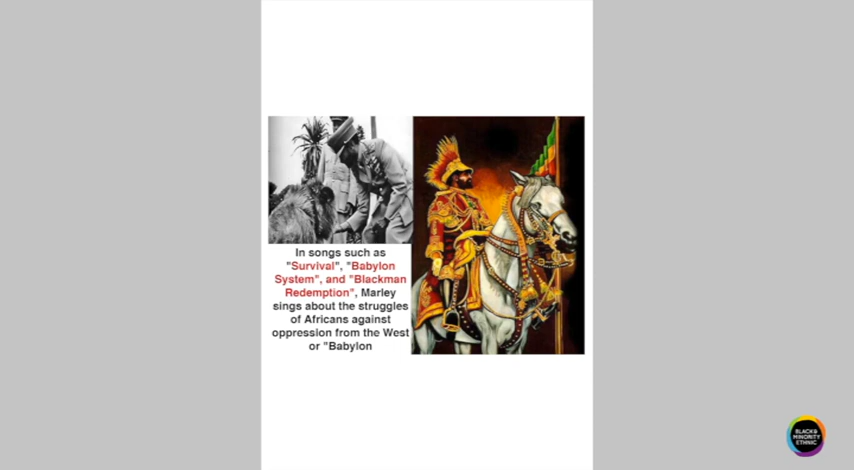 In songs such as
"Survival", "Babylon
System", and "Blackman
Redemption", Marley
sings about the struggles
of Africans against
oppression from the West
or "Babylon
BLACK&
MINORITY
ETHNIC